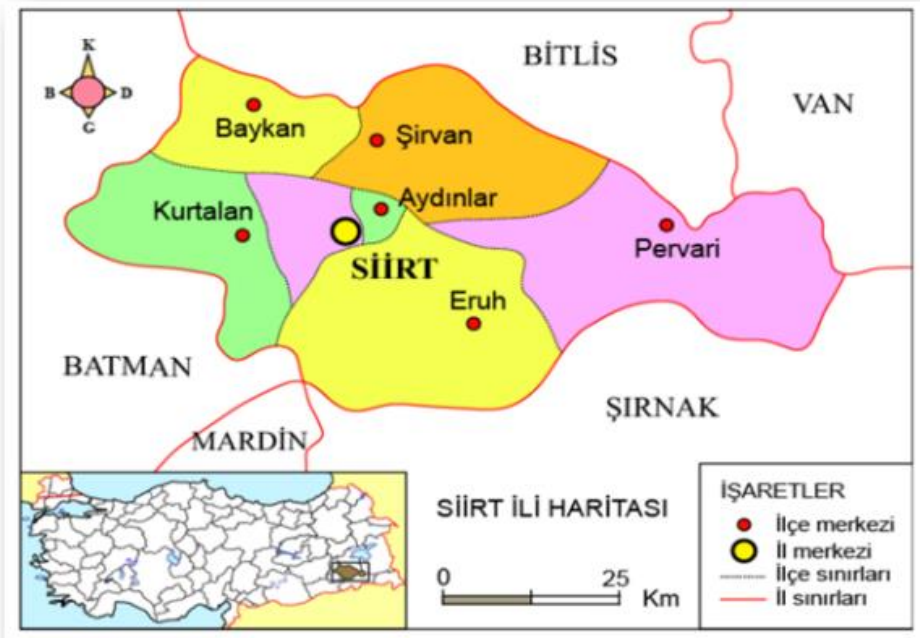 BİTLİS
K
B D
G
VAN
Baykan
Şirvan
Aydınlar
Kurtalan
Pervari
SİİRT
Eruh
BATMAN
ŞIRNAK
MARDİN
SİİRT İLİ HARİTASI
0 25 Km
İŞARETLER
İlçe merkezi
İl merkezi
İlçe sınırları
İl sınırları